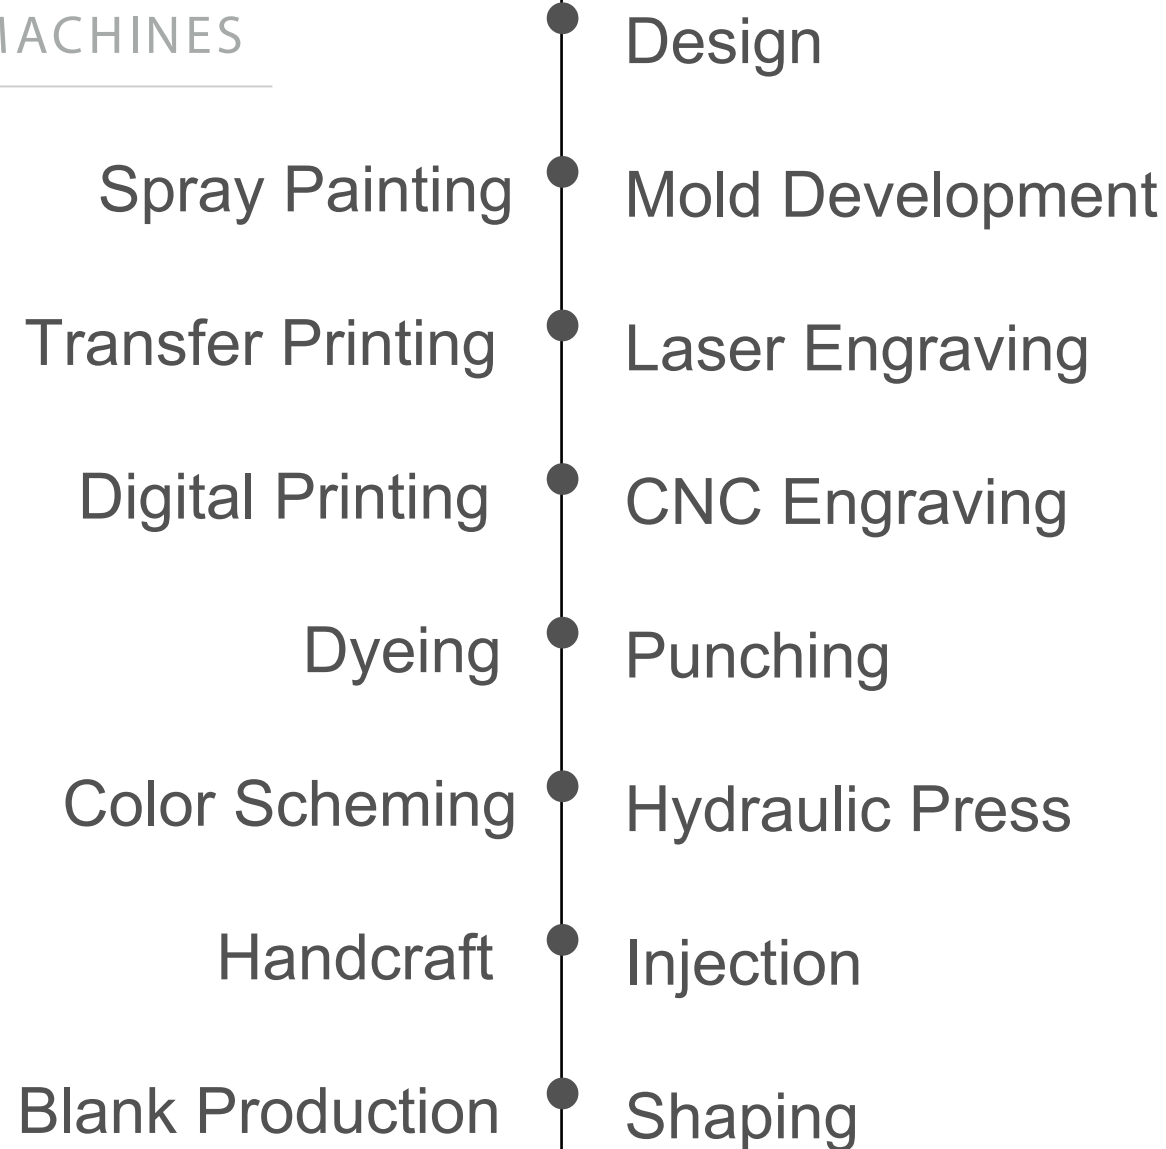 MACHINES
Design
Spray Painting
Mold Development
Transfer Printing
Laser Engraving
Digital Printing
CNC Engraving
Dyeing
Punching
Color Scheming
Hydraulic Press
Handcraft
Injection
Blank Production
Shaping